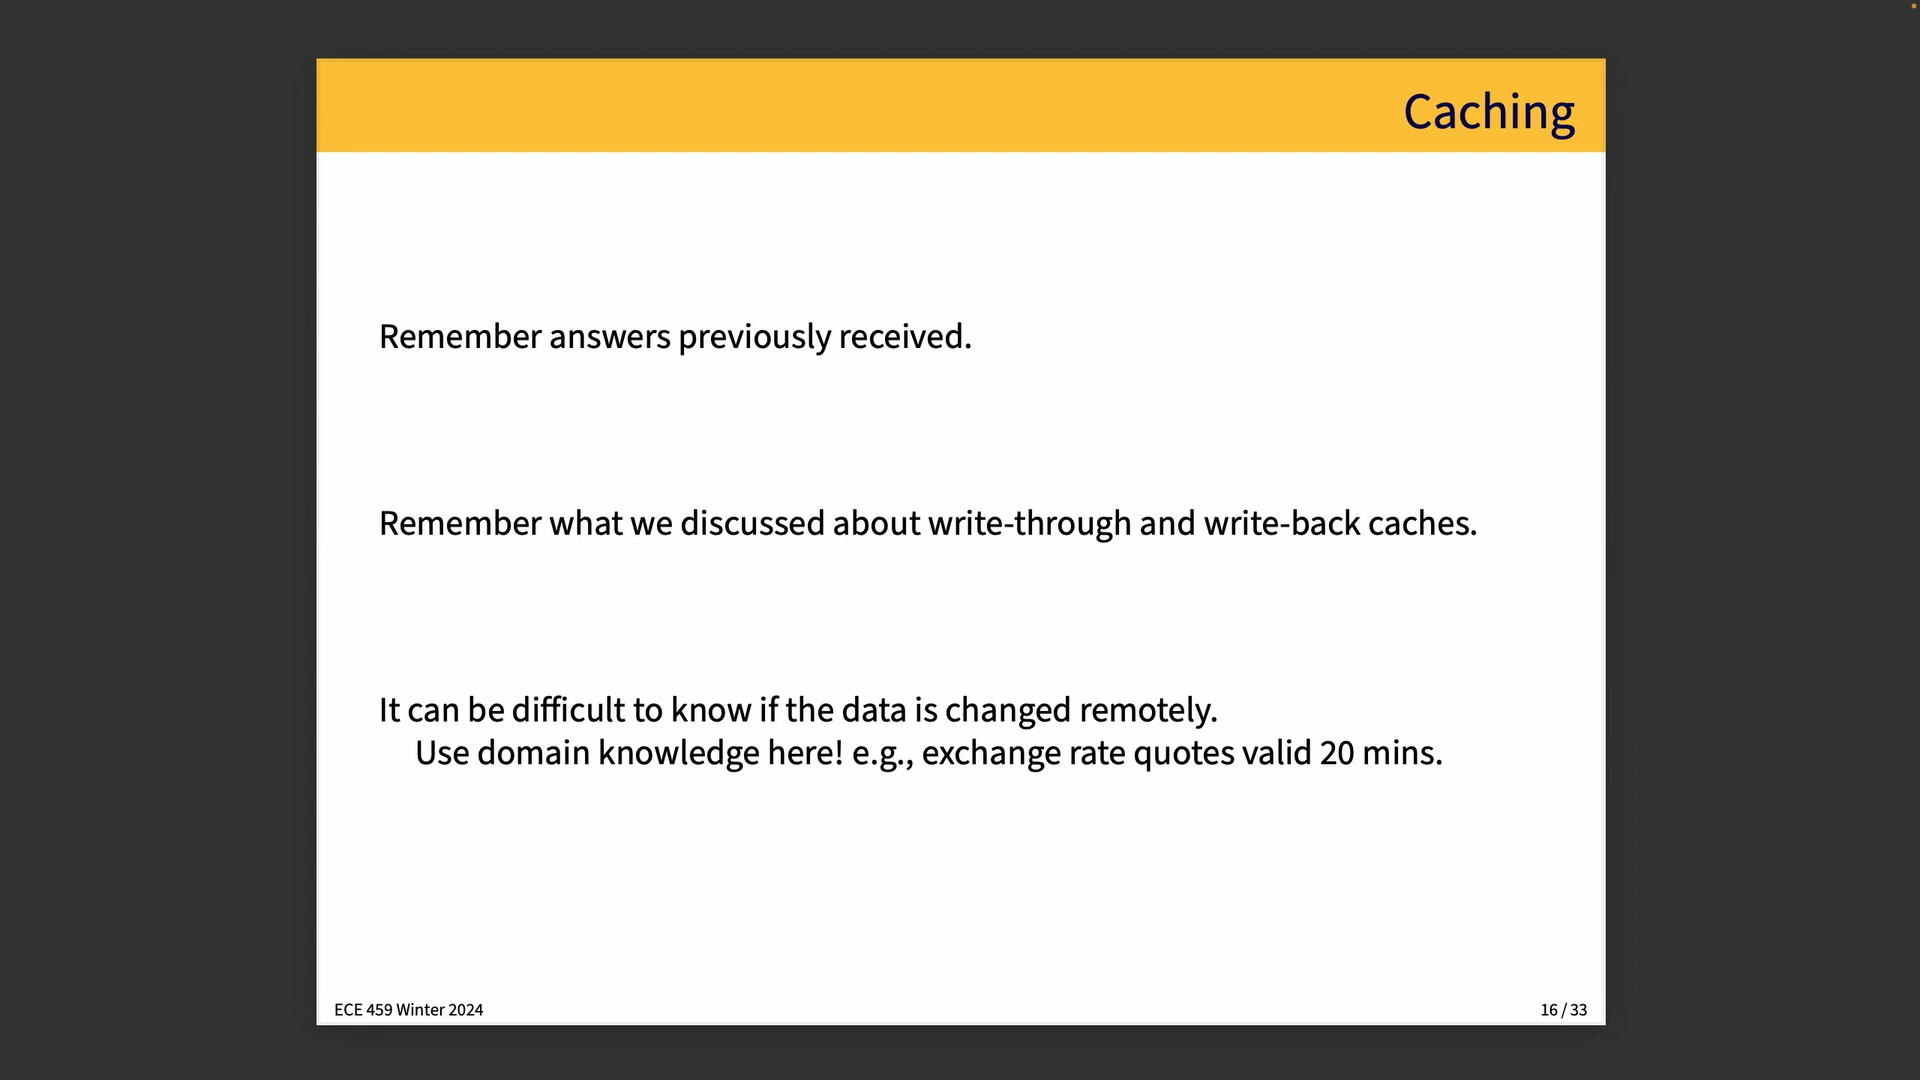 Caching
Remember answers previously received.
Remember what we discussed about write-through and write-back caches.
It can be difficult to know if the data is changed remotely.
Use domain knowledge here! e.g., exchange rate quotes valid 20 mins.
ECE 459 Winter 2024
16 / 33